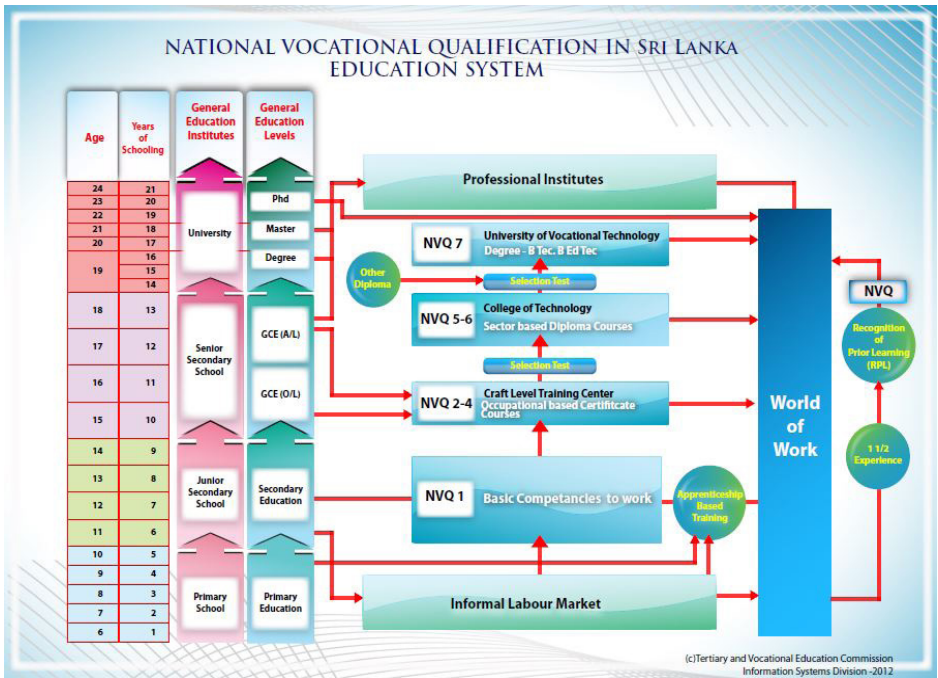 NATIONAL VOCATIONAL QUALIFICATION IN SRI LANKA
EDUCATION SYSTEM
Age
Years
of
Schooling
General
Education
Institutes
General
Education
Levels
24 21
23 20
22 19
21 18
20 17
19
16
15
14
18 13
17 12
16 11
15 10
14 9
13 8
12 7
11 6
10 5
9 4
8 3
7 2
6 1
University
Senior
Secondary
School
Junior
Secondary
School
Primary
School
Phd
Master
Degree
GCE (A/L)
GCE (O/L)
Secondary
Education
Primary
Education
Professional Institutes
NVQ 7
University of Vocational Technology
Degree - B Tec. B Ed Tec
Other
Diploma
Selection Test
NVQ 5-6
College of Technology
Sector based Diploma Courses
Selection Test
NVQ 2-4
Craft Level Training Center
Occupational based Certifitcate
Courses
NVQ 1
Basic Competancies to work
Apprenticeship
Based
Training
Informal Labour Market
World
of
Work
NVQ
Recognition
of
Prior Learning
(RPL)
1 1/2
Experience
(c)Tertiary and Vocational Education Commission
Information Systems Division -2012